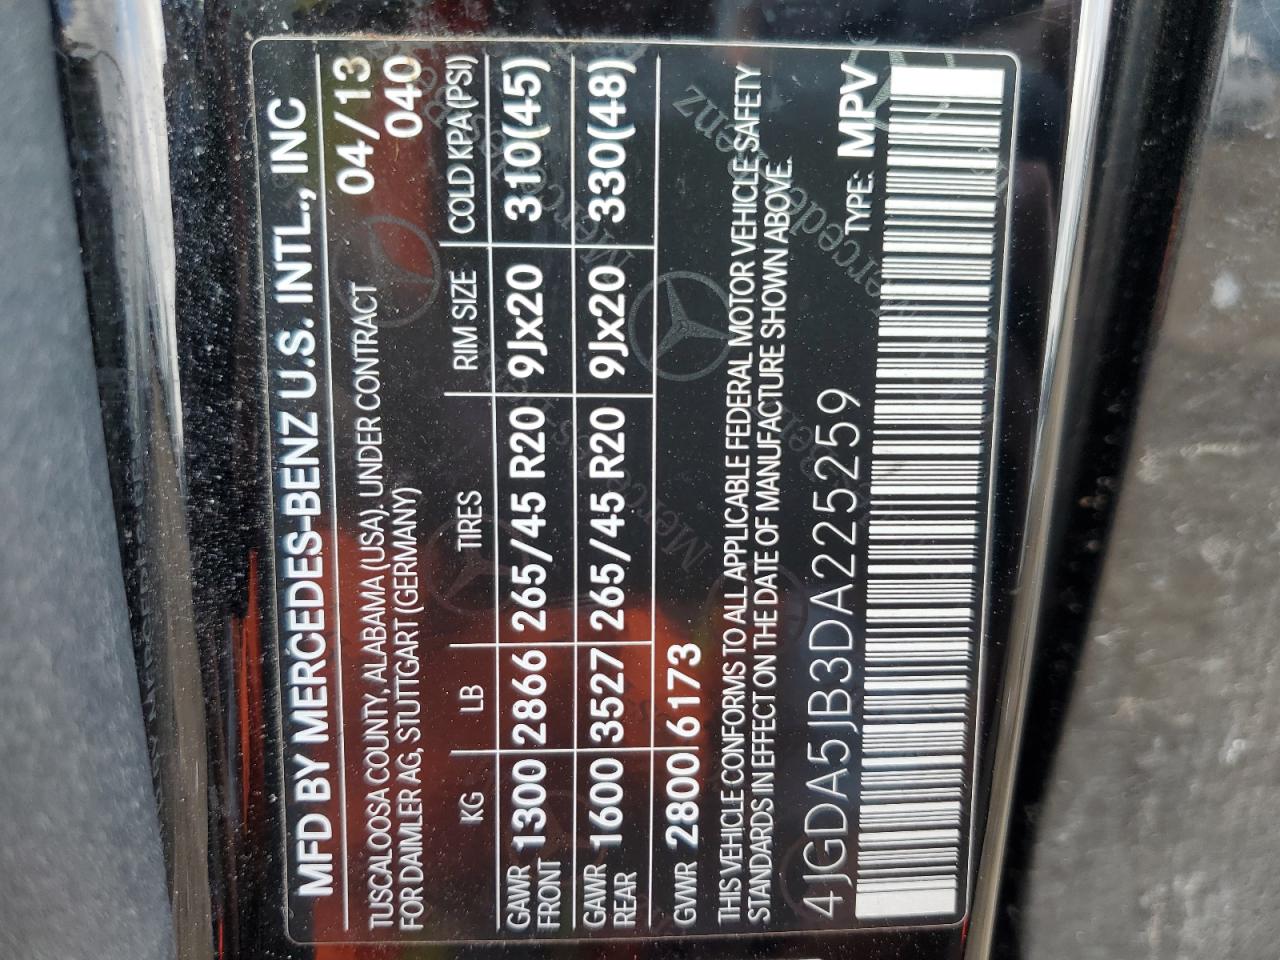 MFD BY MERCEDES-BENZ U.S. INTL., INC
TUSCALOOSA COUNTY, ALABAMA (USA), UNDER CONTRACT 04/13
FOR DAIMLER AG, STUTTGART (GERMANY) 040
KG LB TIRES RIM SIZE COLD KPA(PSI)
GAWR FRONT 1300 2866 265/45 R20 9Jx20 310(45)
GAWR REAR 1600 3527 265/45 R20 9Jx20 330(48)
GVWR 2800 6173
THIS VEHICLE CONFORMS TO ALL APPLICABLE FEDERAL MOTOR VEHICLE SAFETY
STANDARDS IN EFFECT ON THE DATE OF MANUFACTURE SHOWN ABOVE.
4JGDA5JB3DA225259 TYPE: MPV